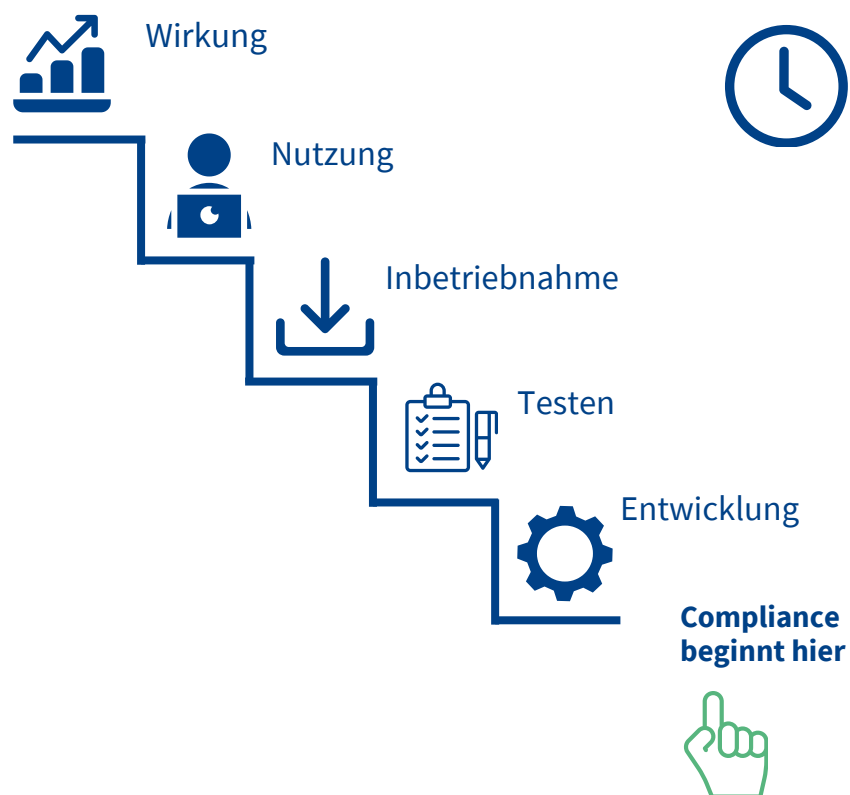 Wirkung
Nutzung
Inbetriebnahme
Testen
Entwicklung
Compliance
beginnt hier